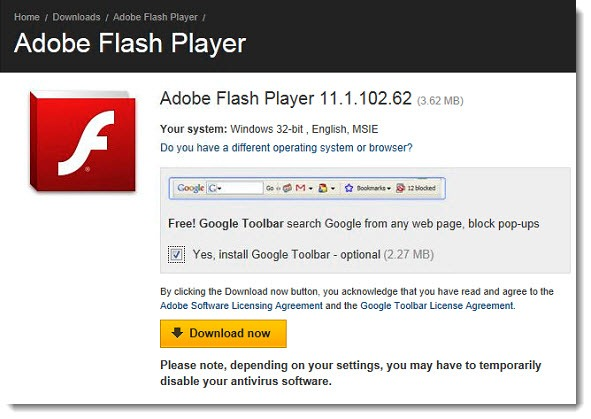 Home / Downloads / Adobe Flash Player /
Adobe Flash Player
Adobe Flash Player 11.1.102.62 (3.62 MB)
Your system: Windows 32-bit , English, MSIE
Do you have a different operating system or browser?
Google G Go Bookmarks 12 blocked
Free! Google Toolbar search Google from any web page, block pop-ups
Yes, install Google Toolbar - optional (2.27 MB)
By clicking the Download now button, you acknowledge that you have read and agree to the
Adobe Software Licensing Agreement and the Google Toolbar License Agreement.
Download now
Please note, depending on your settings, you may have to temporarily
disable your antivirus software.